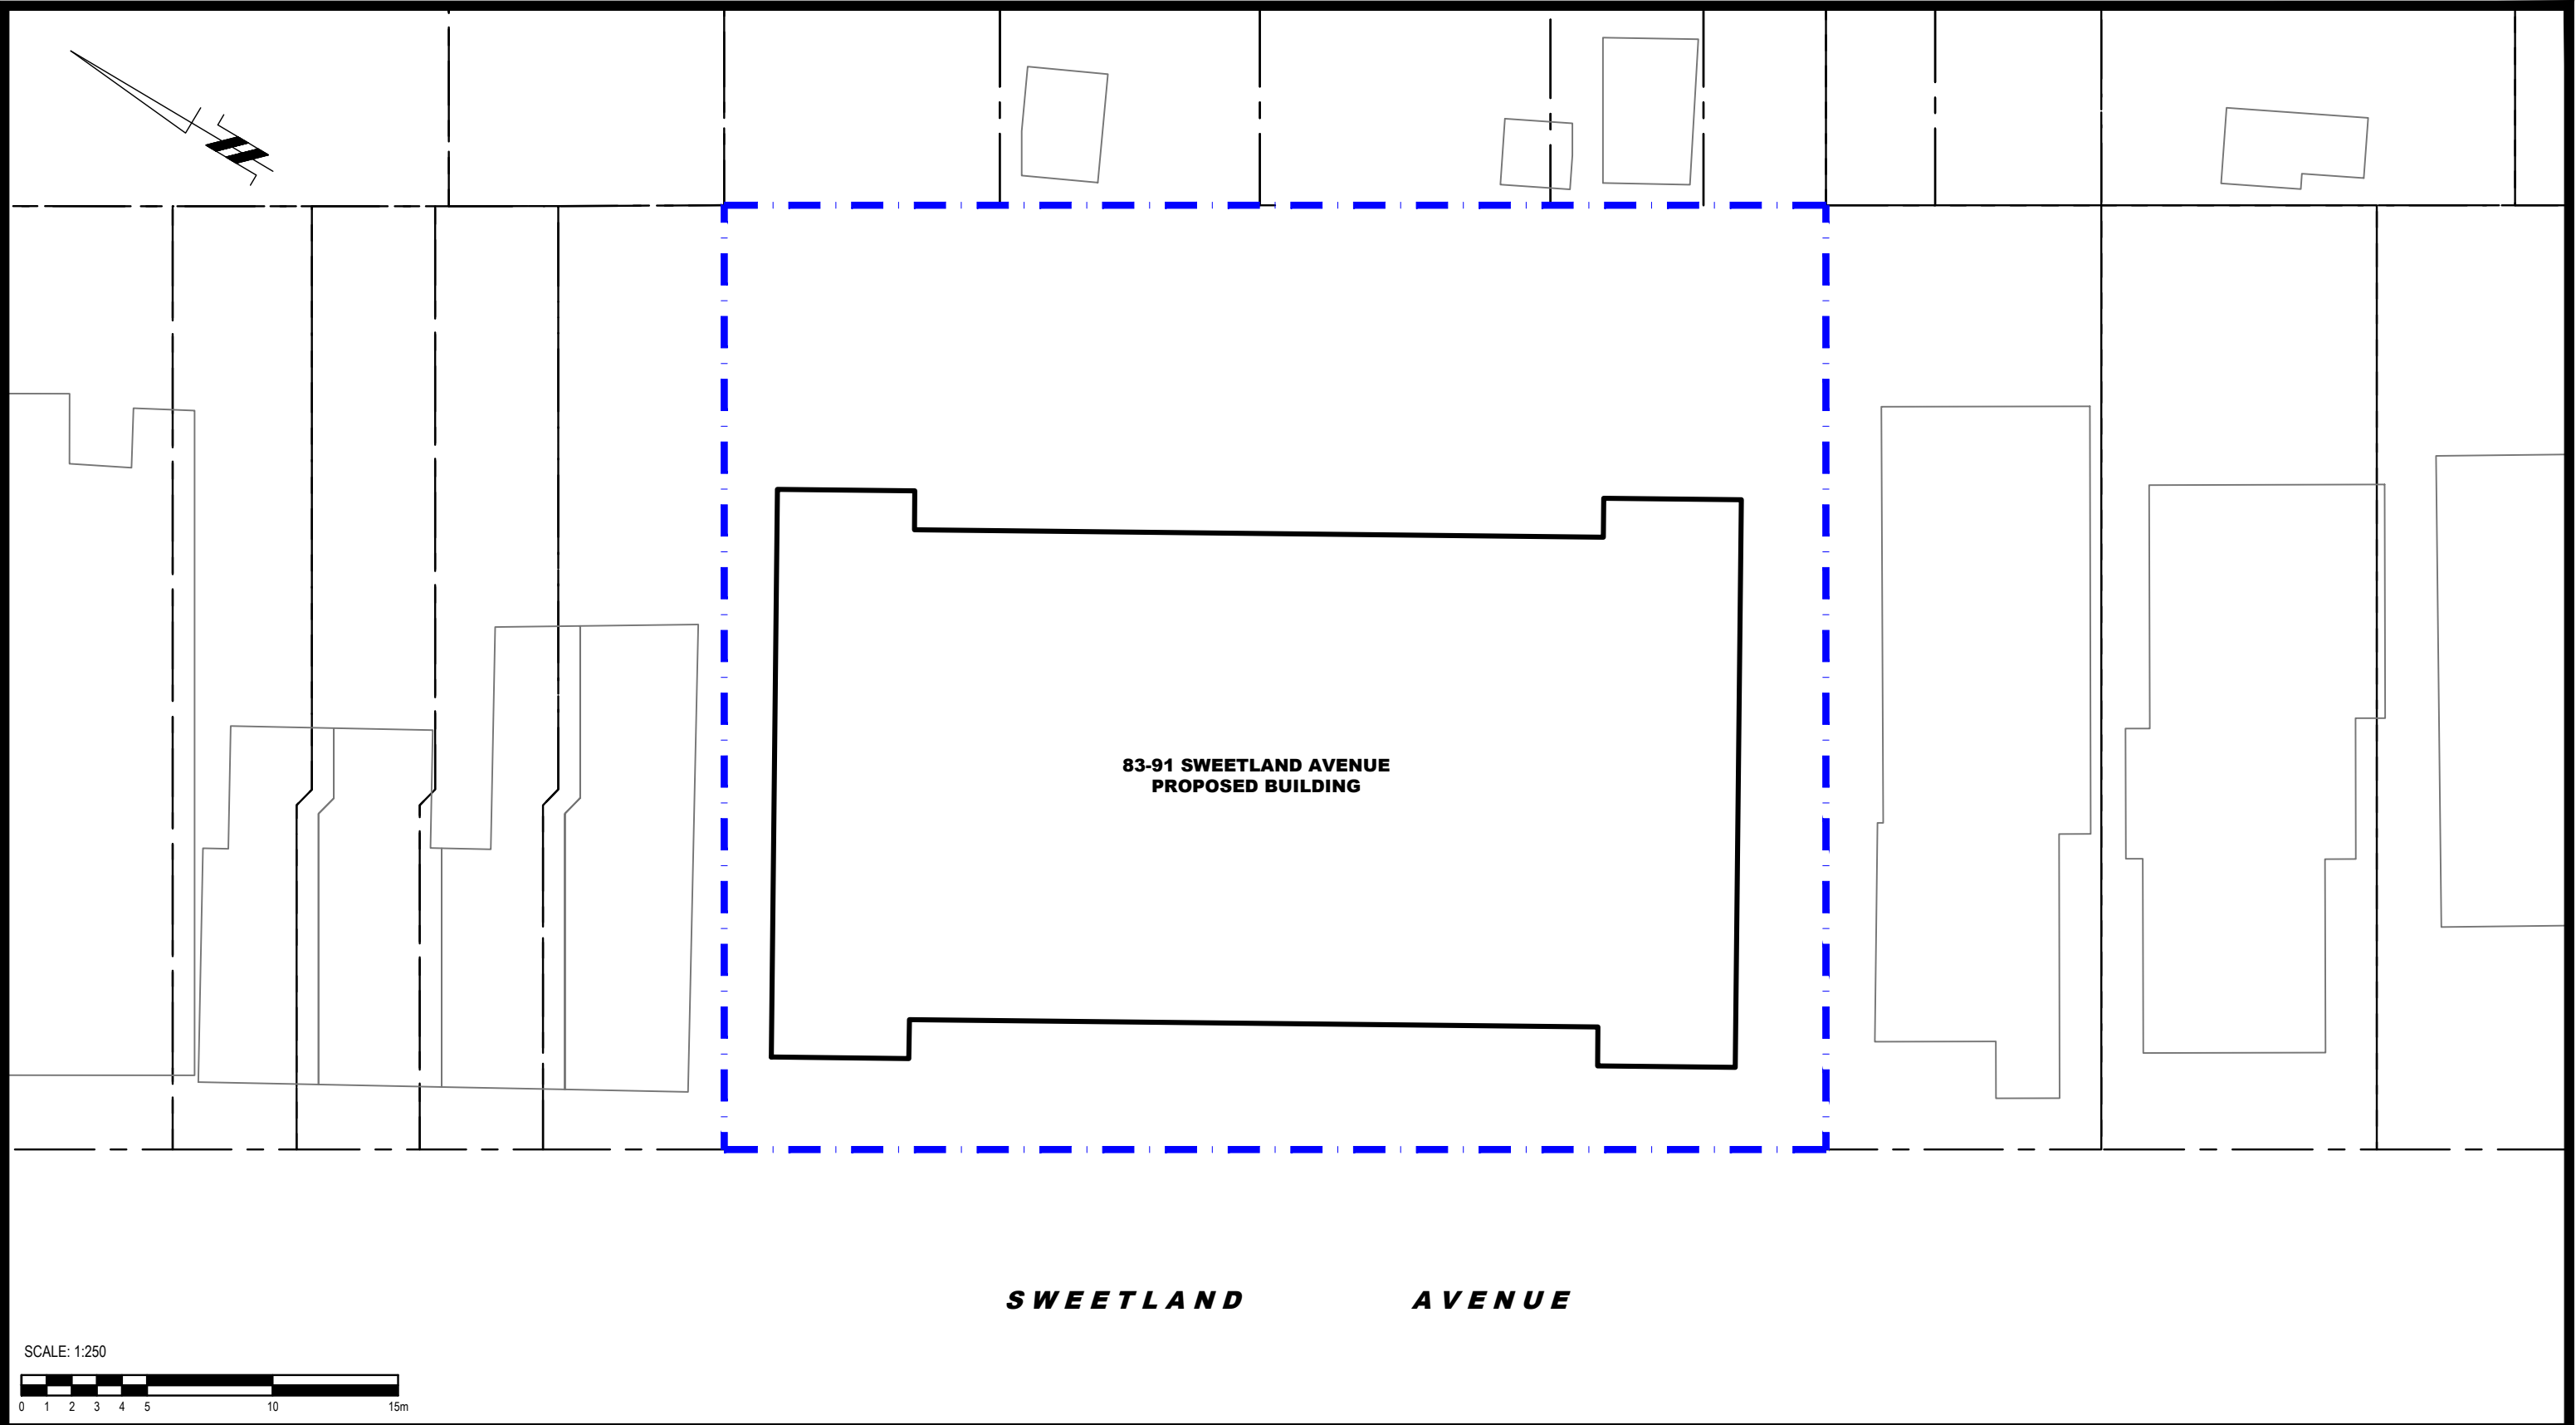 83-91 SWEETLAND AVENUE
PROPOSED BUILDING
SWEETLAND AVENUE
SCALE: 1:250
0 1 2 3 4 5 10 15m